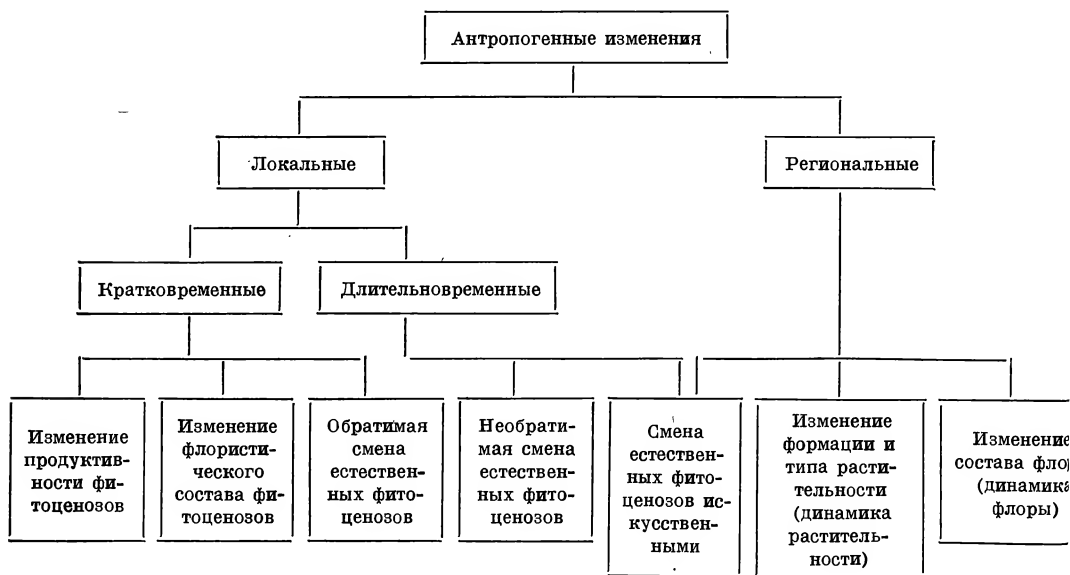 Антропогенные изменения
Локальные
Региональные
Кратковременные
Длительновременные
Изменение
продуктив-
ности фи-
тоценозов
Изменение
флористи-
ческого
состава фи-
тоценозов
Обратимая
смена
естествен-
ных фито-
ценозов
Необрати-
мая смена
естествен-
ных фито-
ценозов
Смена
естествен-
ных фито-
ценозов ис-
кусствен-
ными
Изменение
формации и
типа расти-
тельности
(динамика
раститель-
ности)
Изменение
состава
(динамика
флоры)